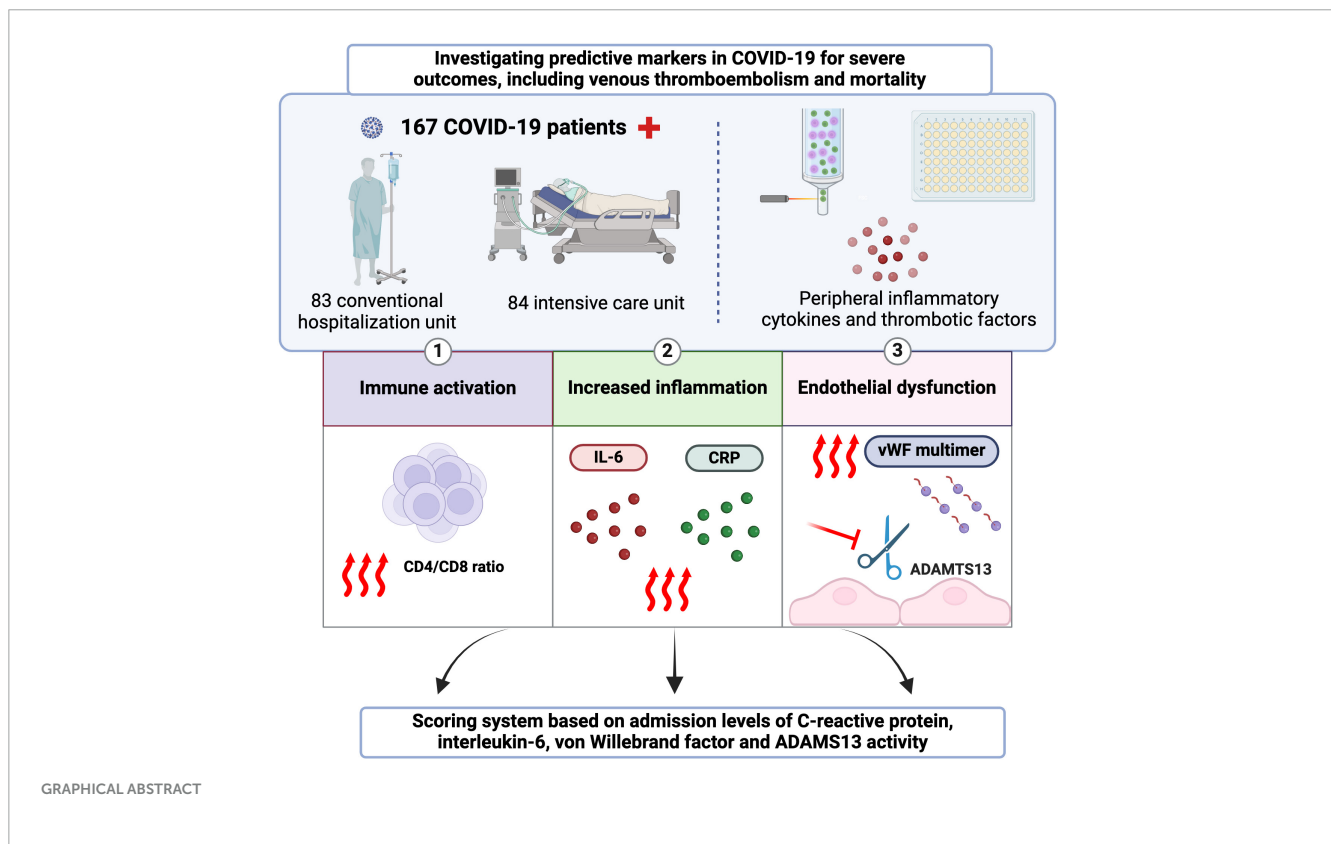 Investigating predictive markers in COVID-19 for severe
outcomes, including venous thromboembolism and mortality
167 COVID-19 patients
83 conventional
hospitalization unit
84 intensive care unit
Peripheral inflammatory
cytokines and thrombotic factors
1
2
3
Immune activation
Increased inflammation
Endothelial dysfunction
CD4/CD8 ratio
IL-6
CRP
vWF multimer
ADAMTS13
Scoring system based on admission levels of C-reactive protein,
interleukin-6, von Willebrand factor and ADAMS13 activity
GRAPHICAL ABSTRACT